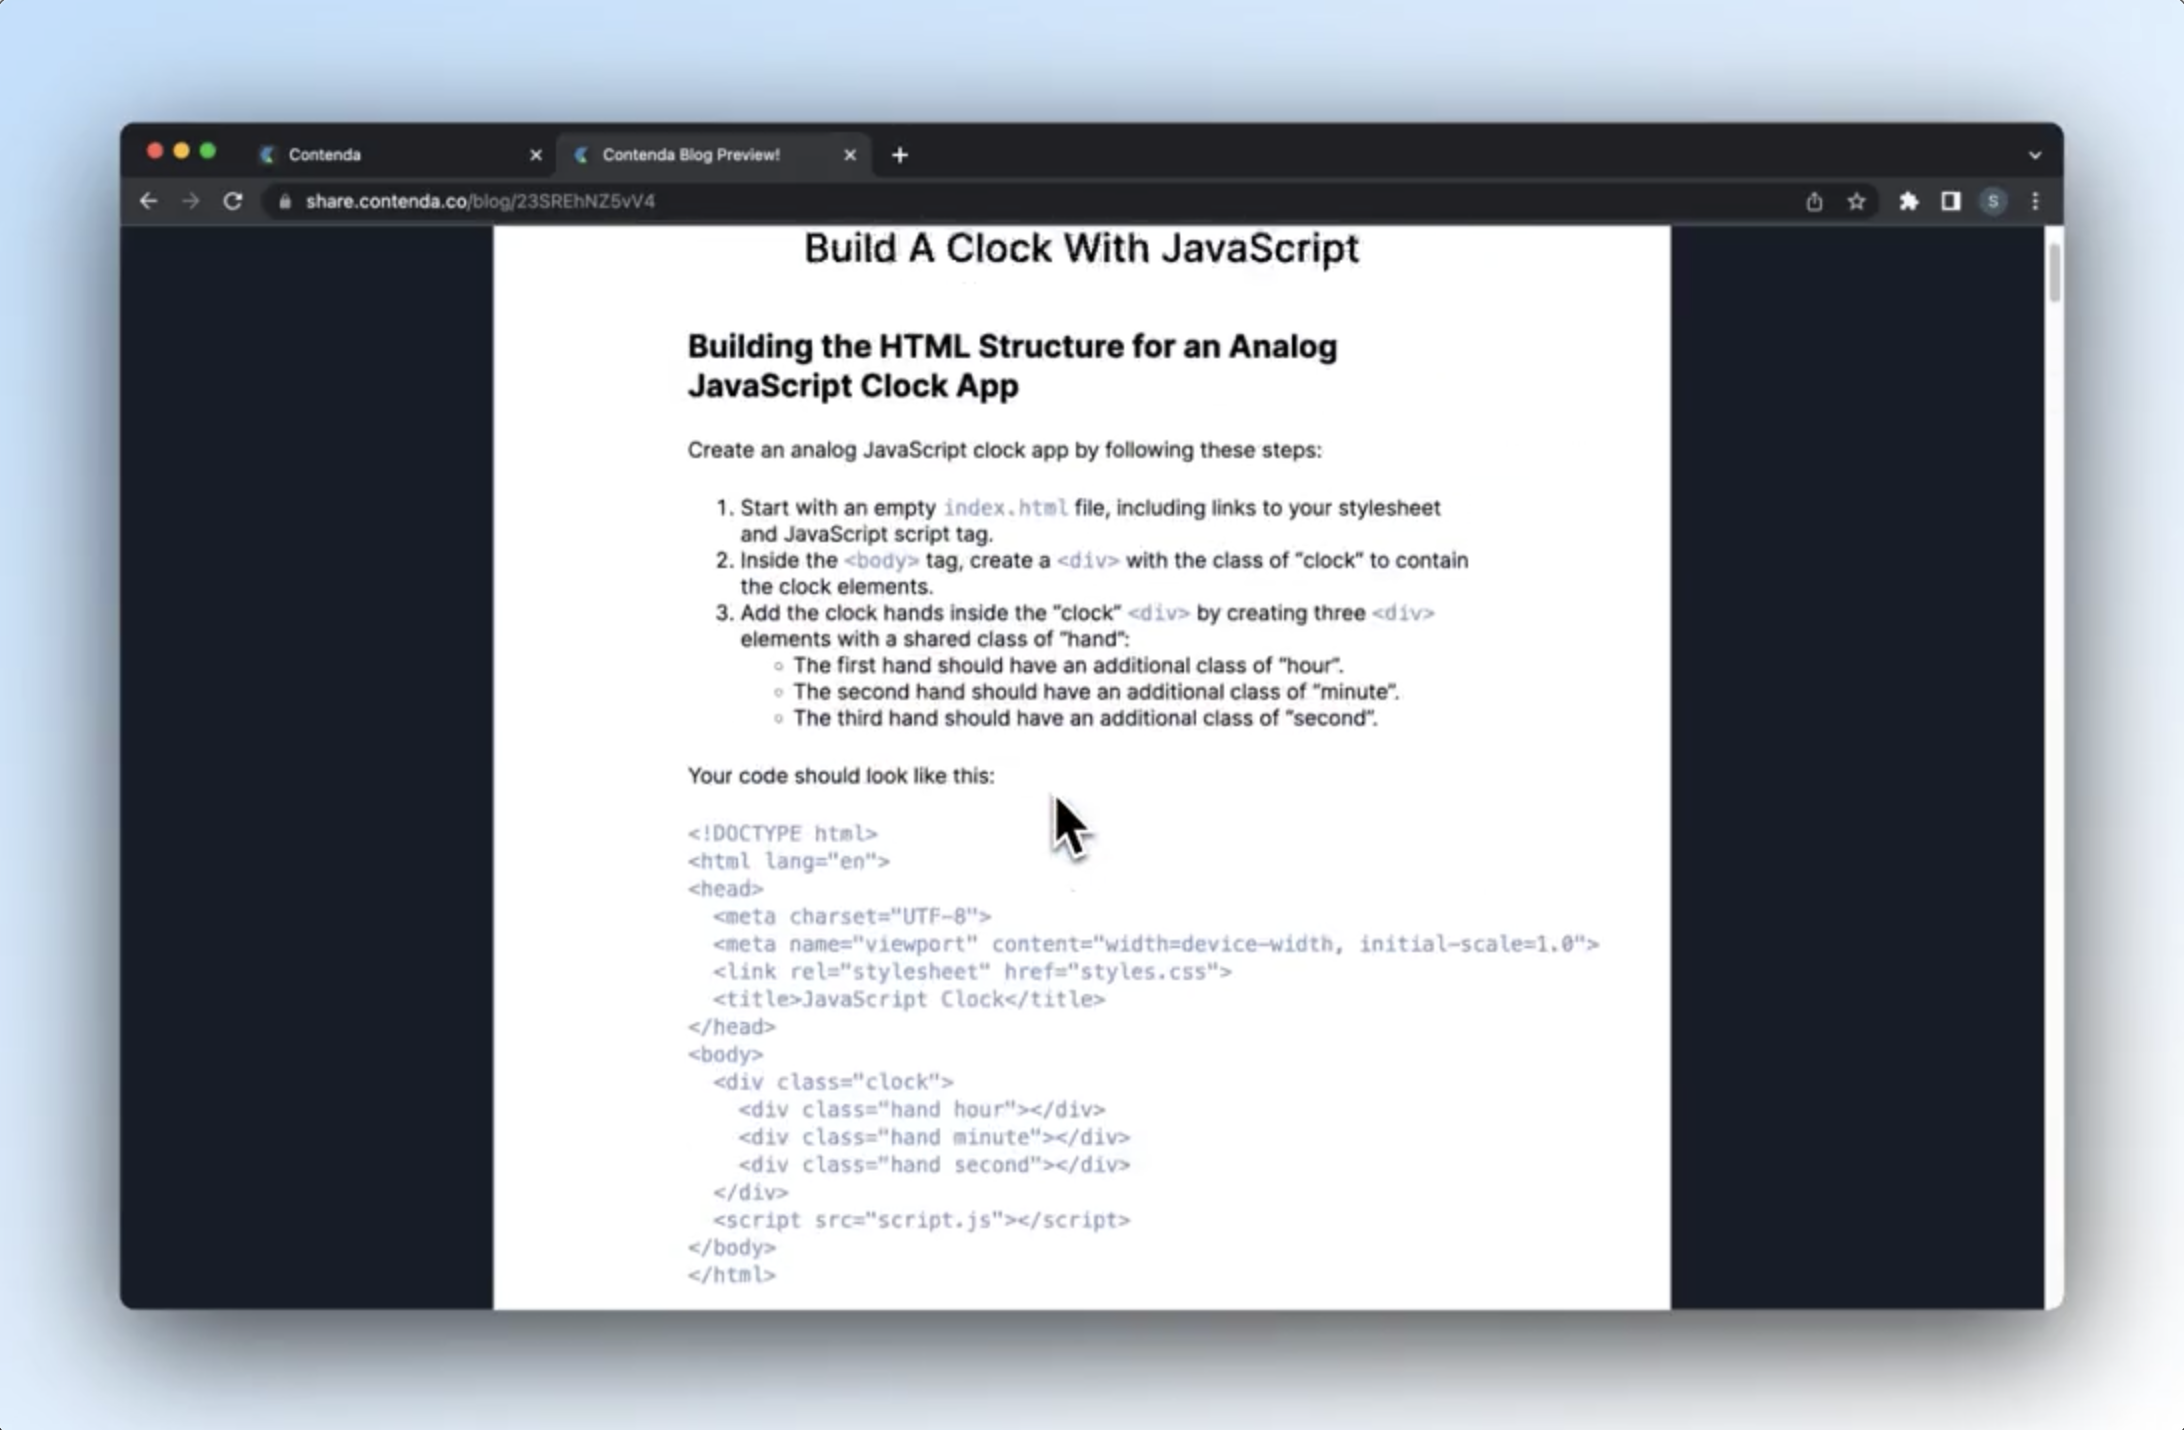 Contenda
Contenda Blog Preview!
share.contenda.co/blog/23SREhNZ5vV4
S
Build A Clock With JavaScript
Building the HTML Structure for an Analog
JavaScript Clock App
Create an analog JavaScript clock app by following these steps:
1. Start with an empty index.html file, including links to your stylesheet
and JavaScript script tag.
2. Inside the <body> tag, create a <div> with the class of “clock” to contain
the clock elements.
3. Add the clock hands inside the “clock” <div> by creating three <div>
elements with a shared class of “hand”:
◦ The first hand should have an additional class of “hour”.
◦ The second hand should have an additional class of “minute”.
◦ The third hand should have an additional class of “second”.
Your code should look like this:
<!DOCTYPE html>
<html lang="en">
<head>
  <meta charset="UTF-8">
  <meta name="viewport" content="width=device-width, initial-scale=1.0">
  <link rel="stylesheet" href="styles.css">
  <title>JavaScript Clock</title>
</head>
<body>
  <div class="clock">
    <div class="hand hour"></div>
    <div class="hand minute"></div>
    <div class="hand second"></div>
  </div>
  <script src="script.js"></script>
</body>
</html>